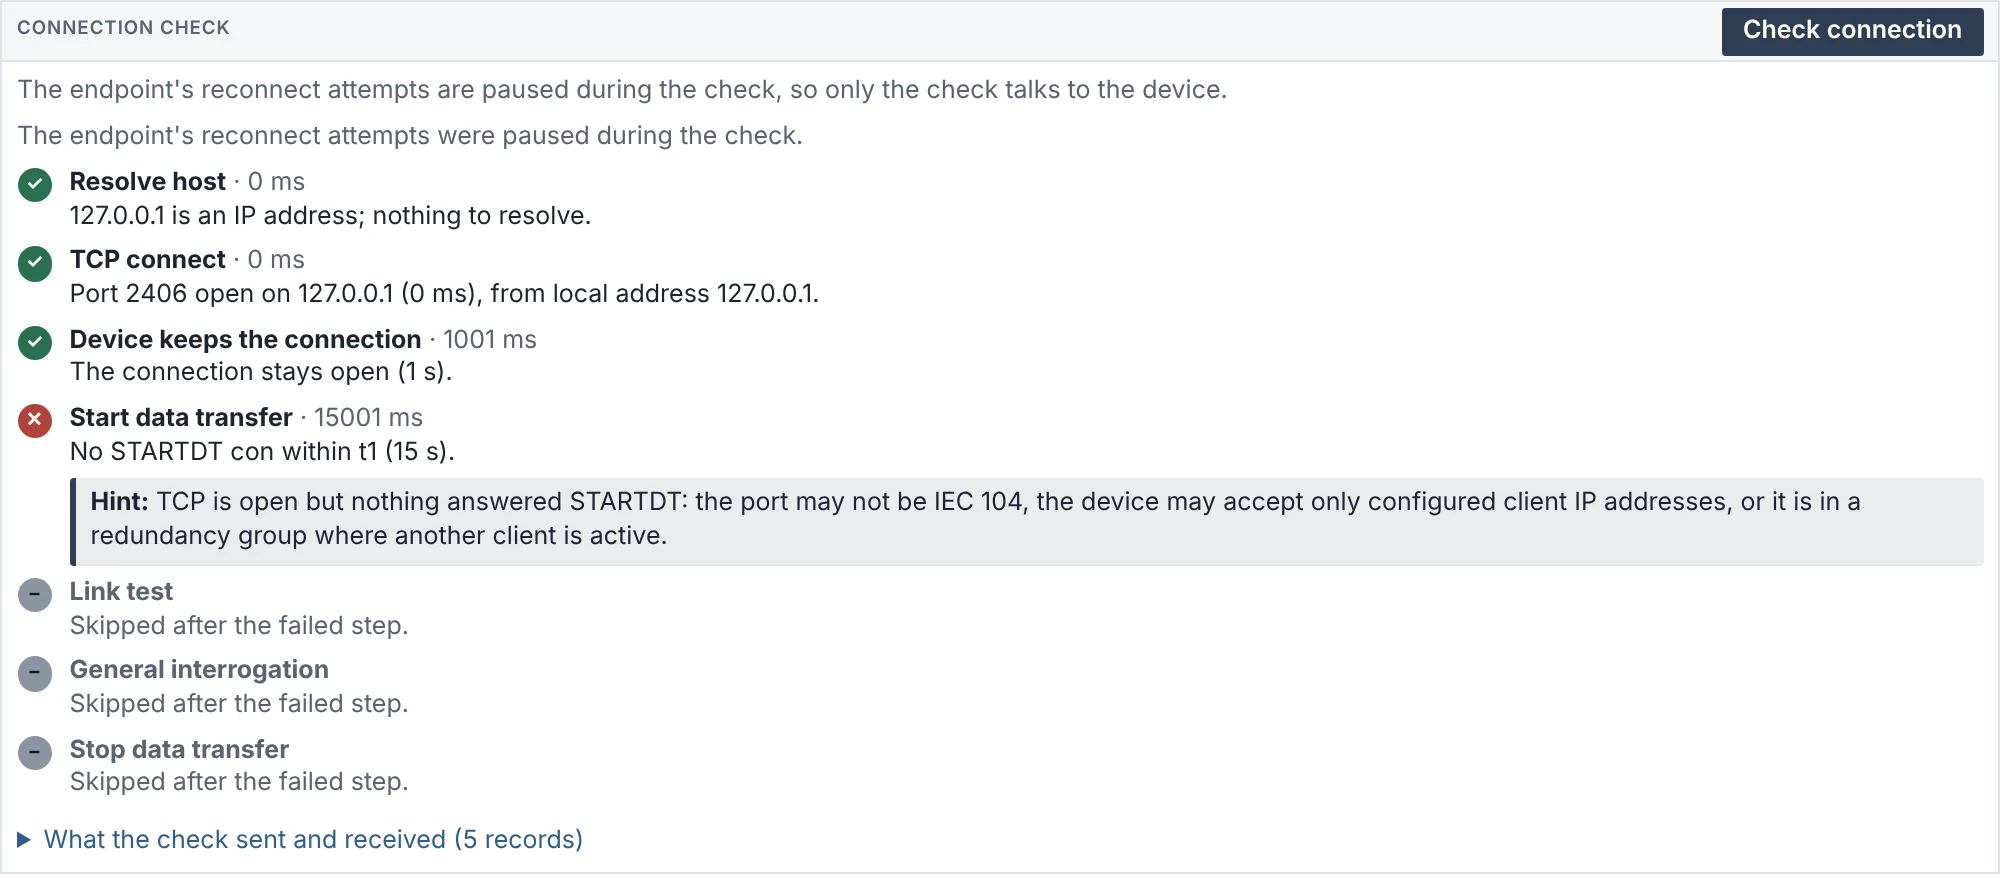 CONNECTION CHECK
Check connection
The endpoint's reconnect attempts are paused during the check, so only the check talks to the device.
The endpoint's reconnect attempts were paused during the check.
Resolve host · 0 ms
127.0.0.1 is an IP address; nothing to resolve.
TCP connect · 0 ms
Port 2406 open on 127.0.0.1 (0 ms), from local address 127.0.0.1.
Device keeps the connection · 1001 ms
The connection stays open (1 s).
Start data transfer · 15001 ms
No STARTDT con within t1 (15 s).
Hint: TCP is open but nothing answered STARTDT: the port may not be IEC 104, the device may accept only configured client IP addresses, or it is in a
redundancy group where another client is active.
Link test
Skipped after the failed step.
General interrogation
Skipped after the failed step.
Stop data transfer
Skipped after the failed step.
What the check sent and received (5 records)